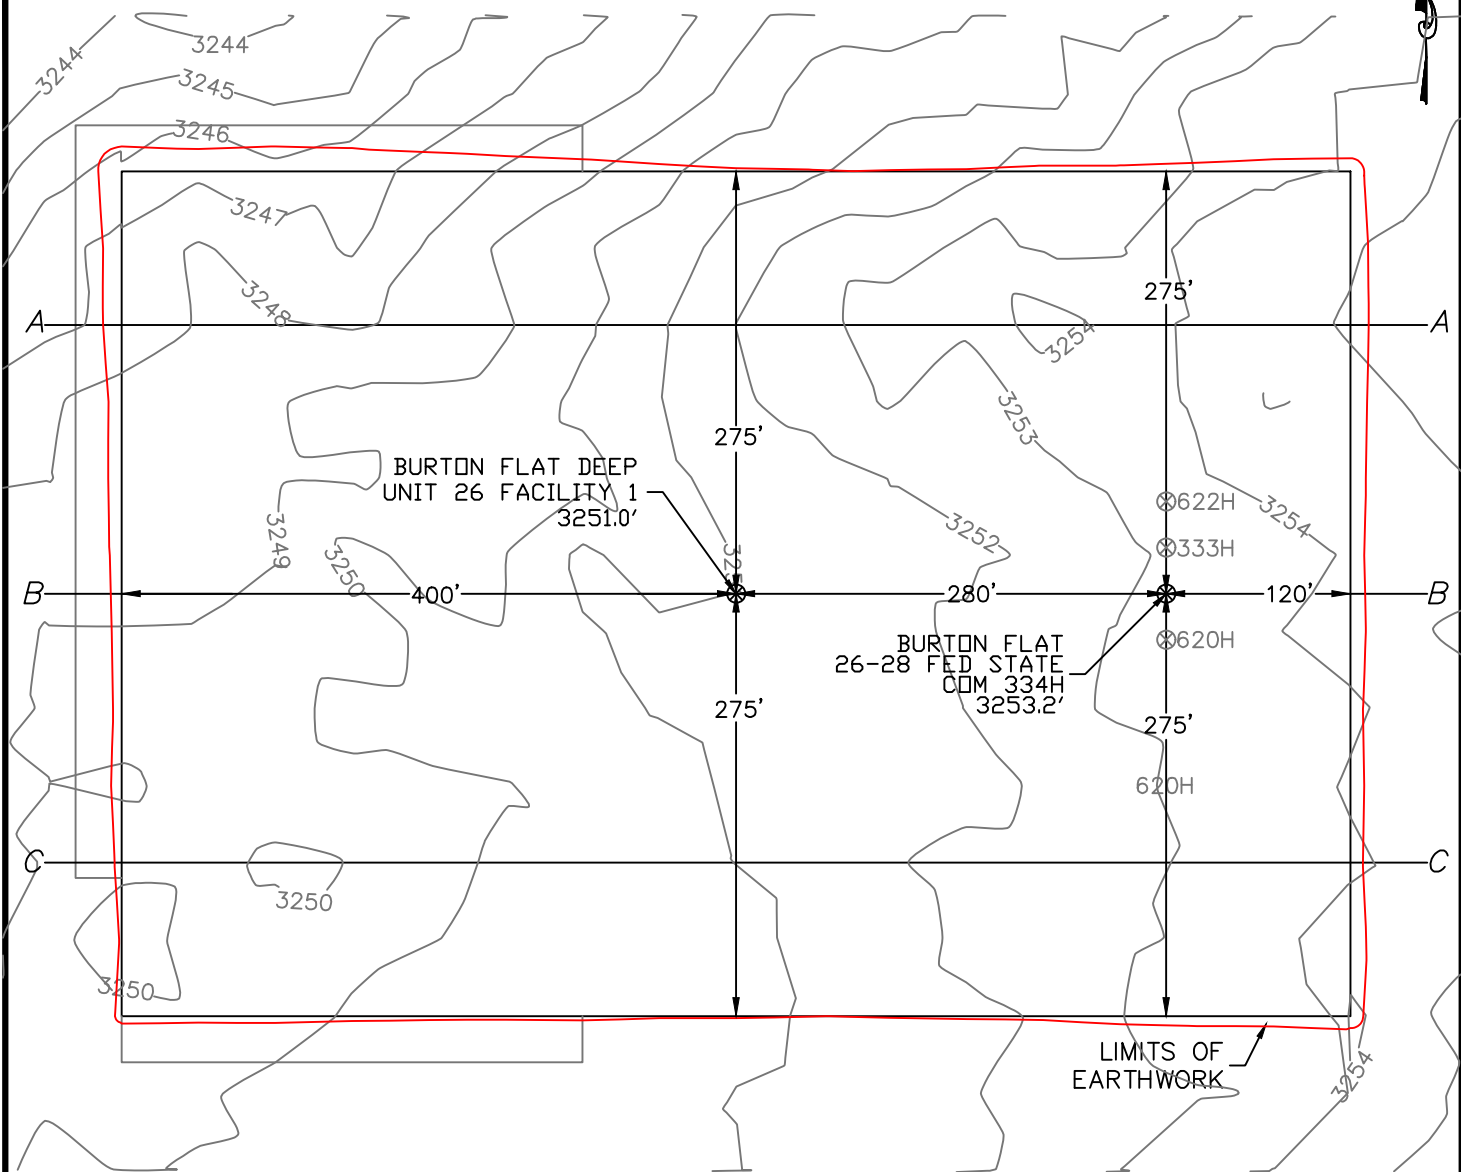 3244
3244
3245
3246
3247
3248
A
A
275'
3254
3253
275'
BURTON FLAT DEEP
UNIT 26 FACILITY 1
3251.0'
622H
3254
3249
3250
3252
333H
B
400'
280'
120'
B
BURTON FLAT
26-28 FED STATE
COM 334H
3253.2'
620H
275'
275'
620H
C
C
3250
3250
LIMITS OF
EARTHWORK
3254